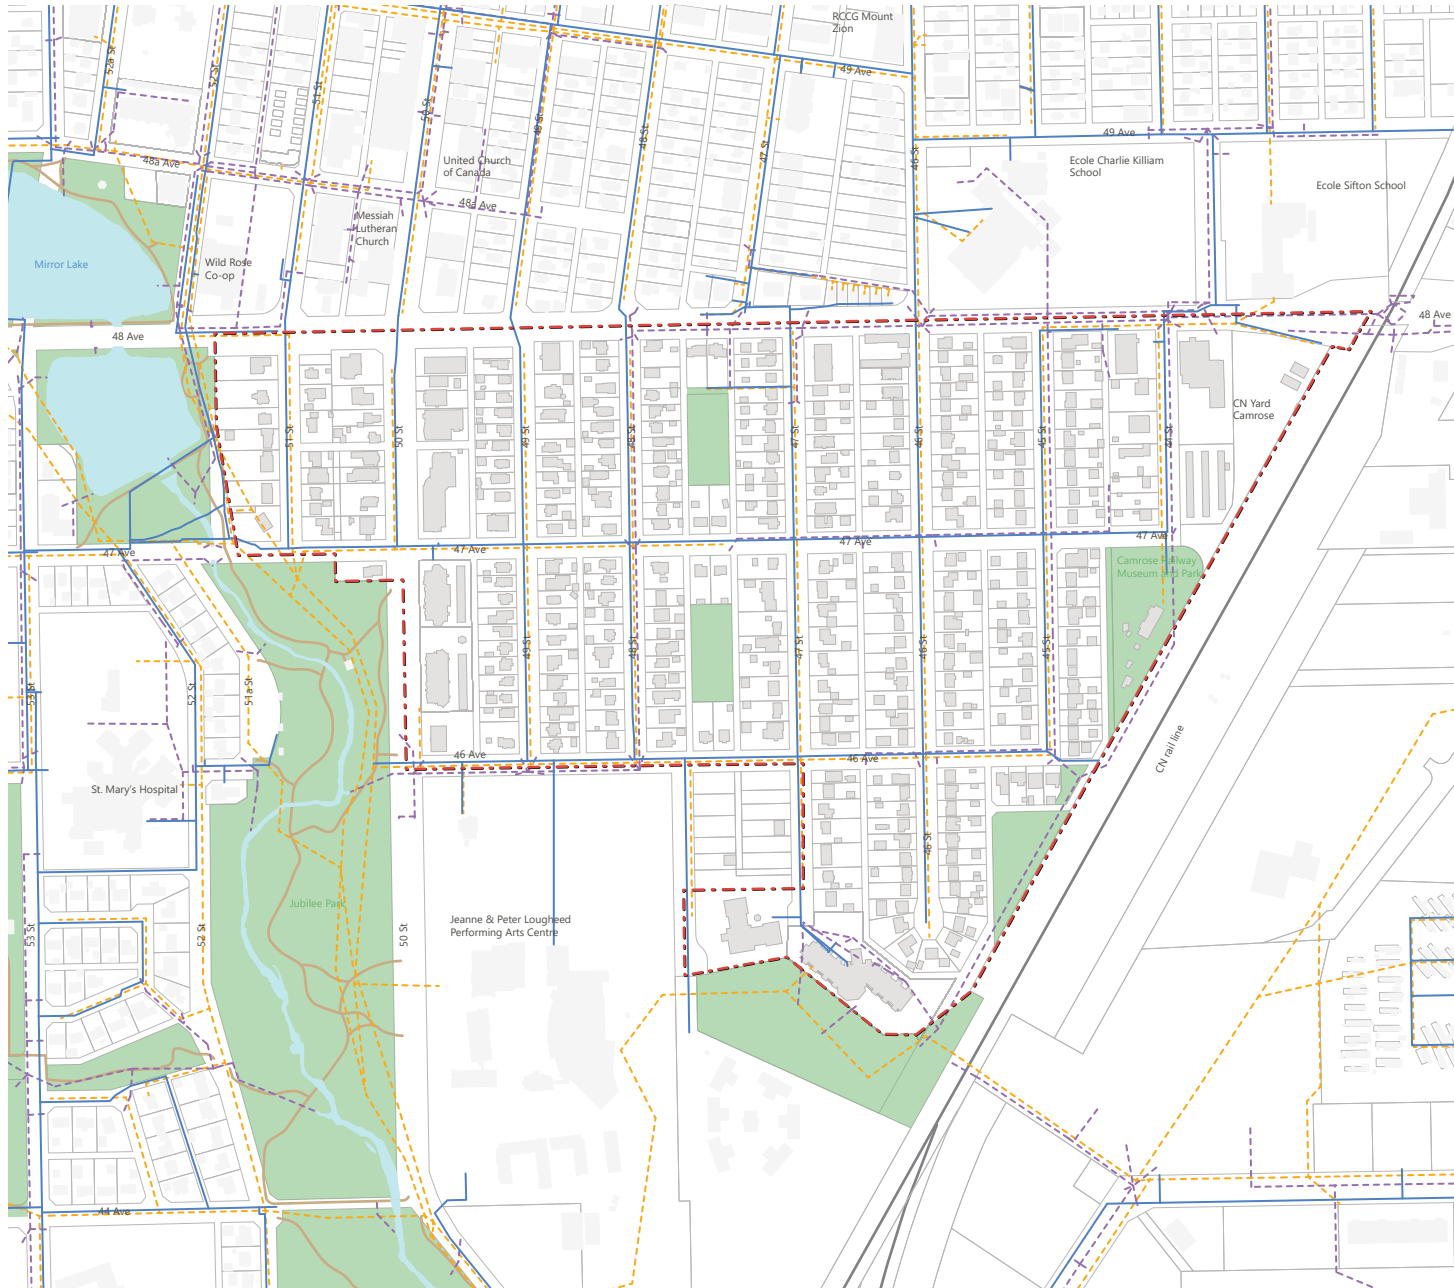 RCCG Mount
Zion
52a St
52 St
51 St
50 St
49 St
48 St
47 St
46 St
49 Ave
49 Ave
48a Ave
United Church
of Canada
48a Ave
Ecole Charlie Killiam
School
Ecole Sifton School
Messiah
Lutheran
Church
Wild Rose
Co-op
Mirror Lake
48 Ave
48 Ave
CN Yard
Camrose
51 St
50 St
49 St
48 St
47 St
46 St
45 St
44 St
47 Ave
47 Ave
47 Ave
47 Ave
Camrose Railway
Museum and Park
53 St
52 St
51a St
49 St
48 St
47 St
46 St
45 St
46 Ave
46 Ave
CN rail line
St. Mary's Hospital
46 St
Jubilee Park
Jeanne & Peter Lougheed
Performing Arts Centre
53 St
52 St
50 St
44 Ave